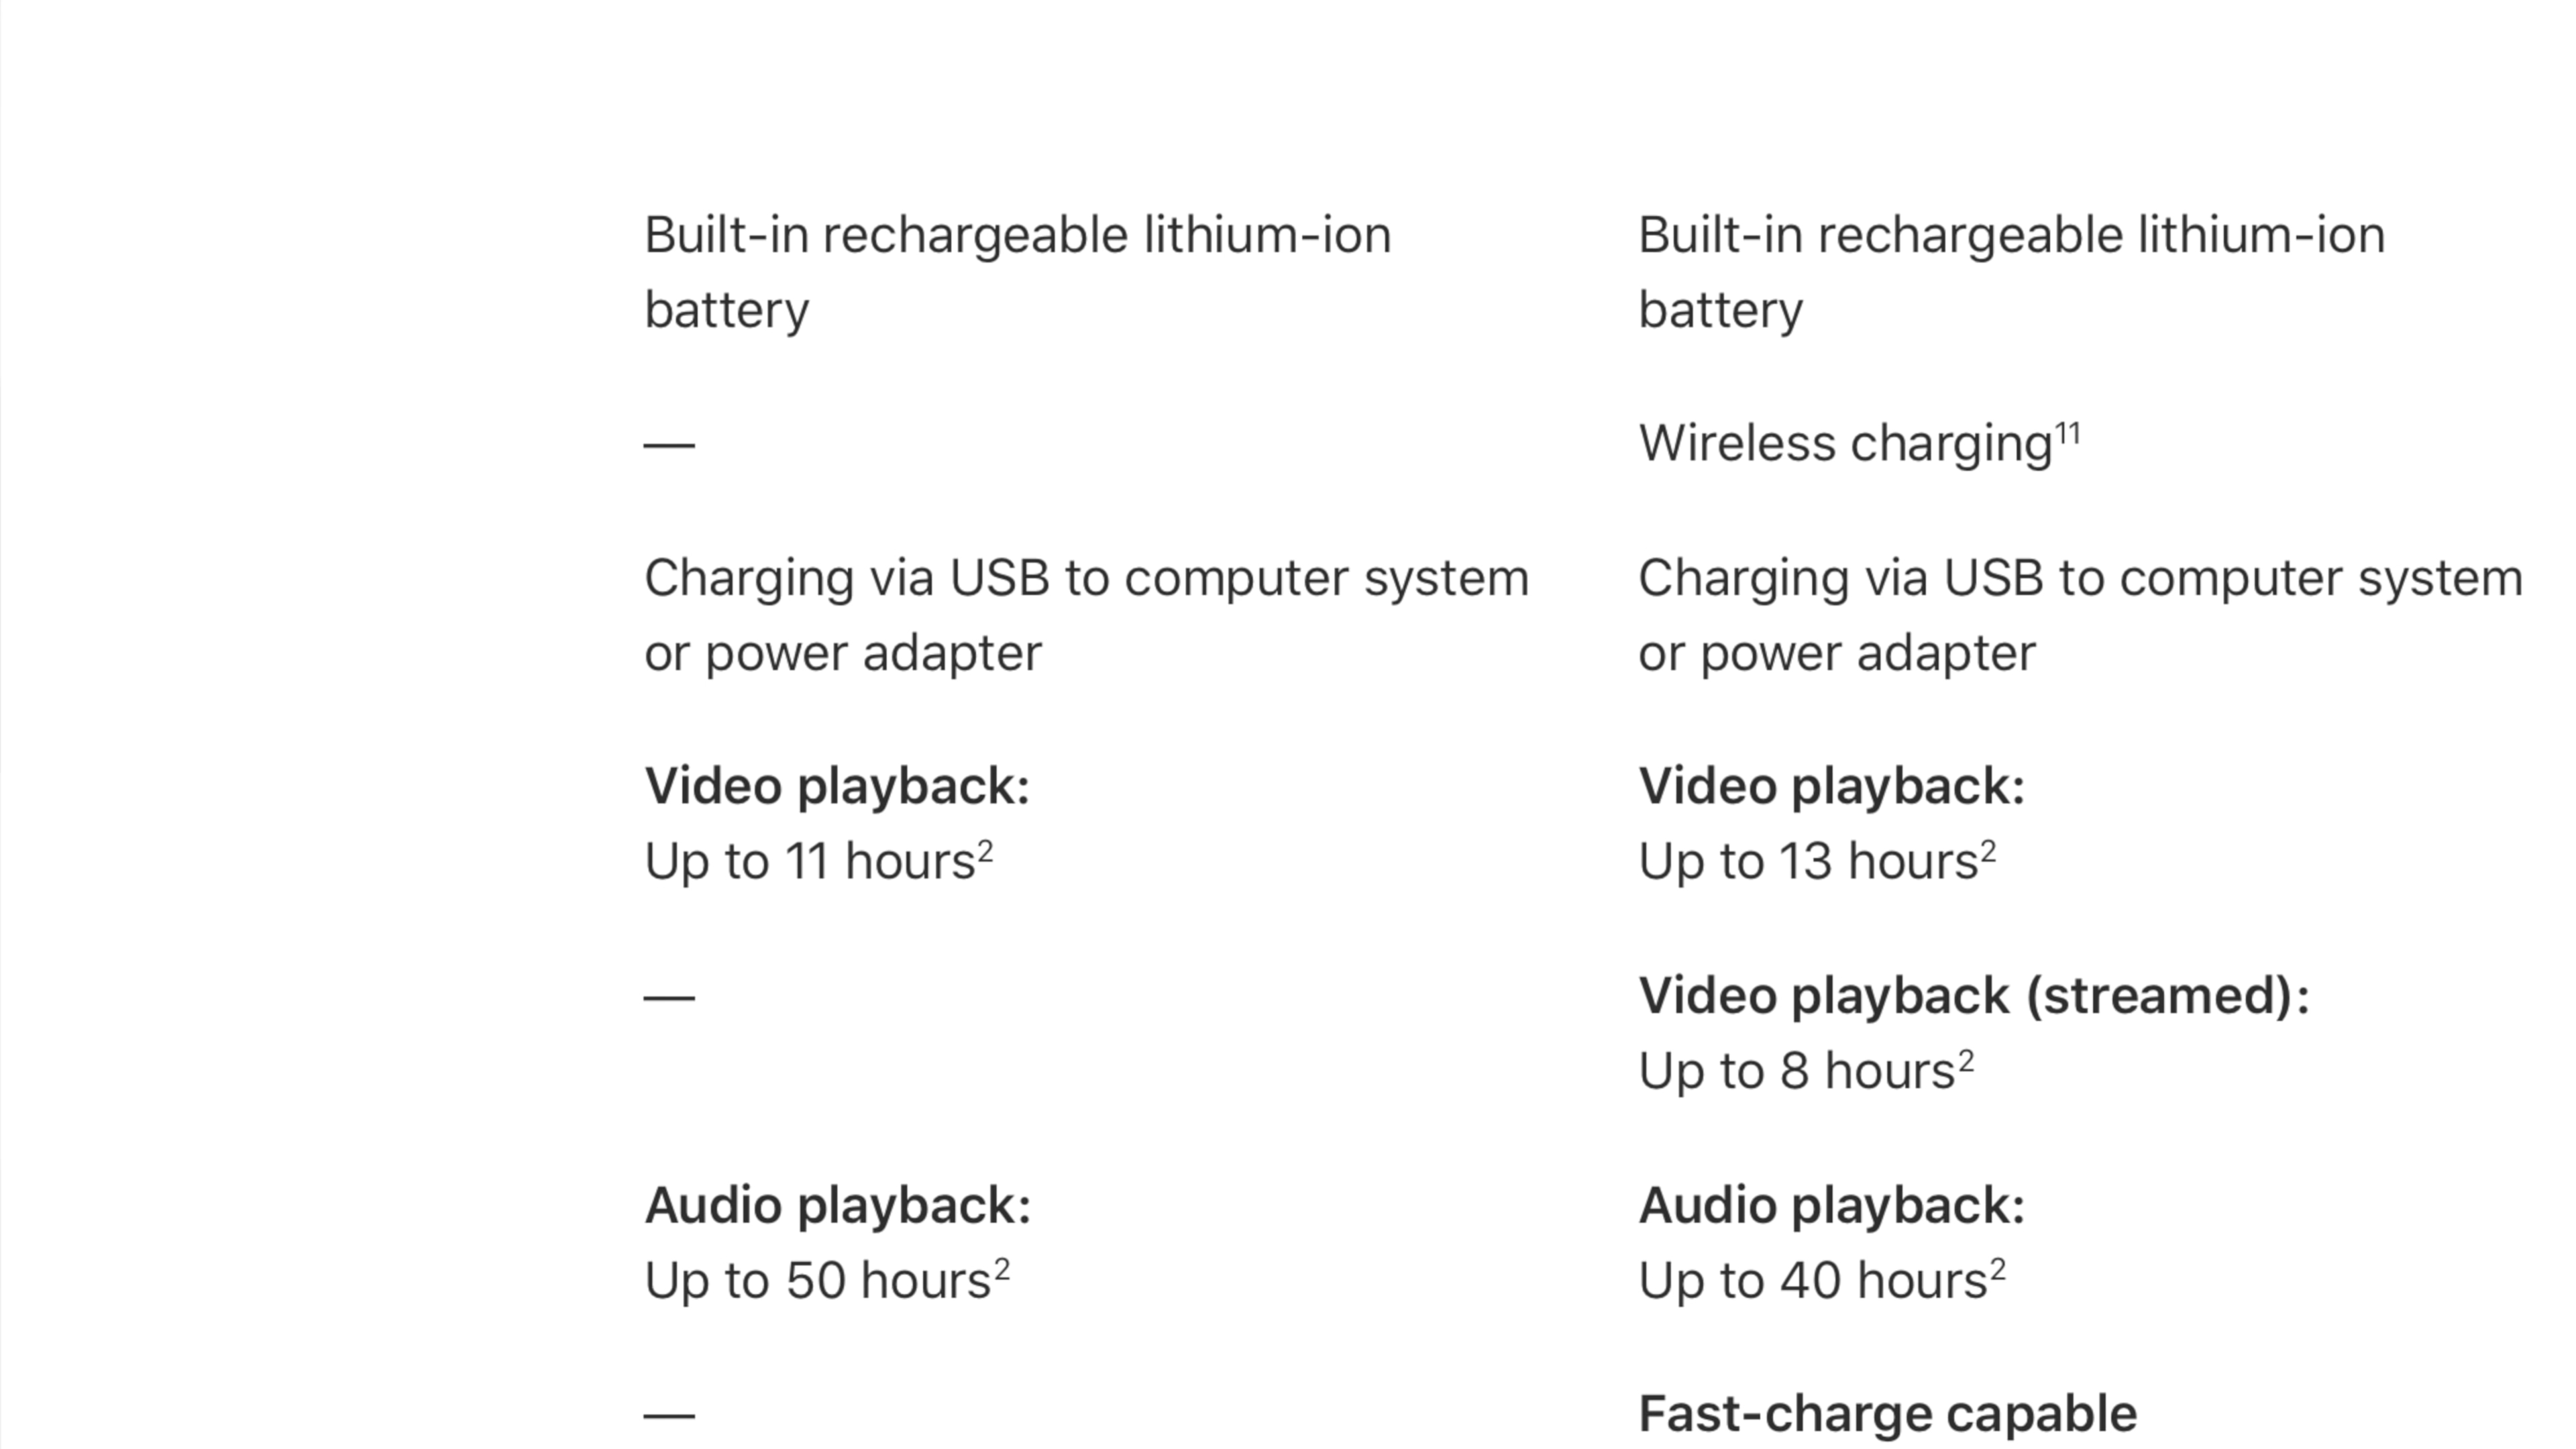 Built-in rechargeable lithium-ion
battery
—
Charging via USB to computer system
or power adapter
Video playback:
Up to 11 hours²
—
Audio playback:
Up to 50 hours²
—
Built-in rechargeable lithium-ion
battery
Wireless charging¹¹
Charging via USB to computer system
or power adapter
Video playback:
Up to 13 hours²
Video playback (streamed):
Up to 8 hours²
Audio playback:
Up to 40 hours²
Fast-charge capable